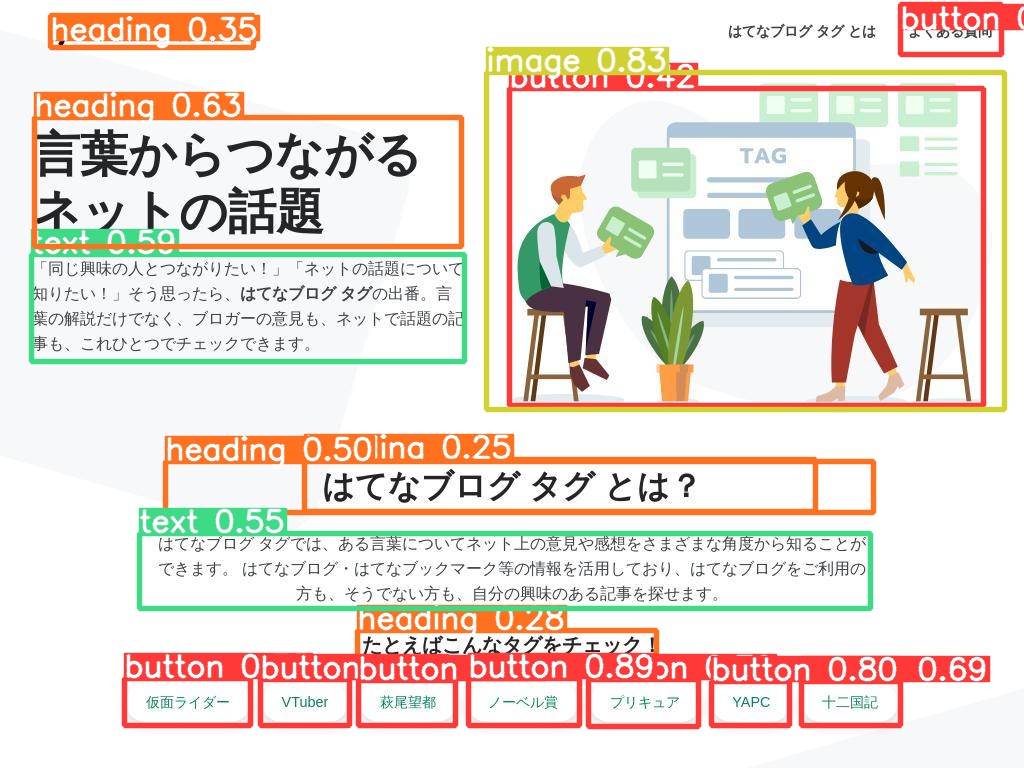 heading 0.35
はてなブログ タグ とは
よくある質問
button
image 0.83
button 0.42
heading 0.63
言葉からつながる
ネットの話題
TAG
text 0.59
「同じ興味の人とつながりたい！」「ネットの話題について
知りたい！」そう思ったら、はてなブログ タグの出番。言
葉の解説だけでなく、ブロガーの意見も、ネットで話題の記
事も、これひとつでチェックできます。
heading 0.50
0.25
はてなブログ タグ とは？
text 0.55
はてなブログ タグでは、ある言葉についてネット上の意見や感想をさまざまな角度から知ることが
できます。 はてなブログ・はてなブックマーク等の情報を活用しており、はてなブログをご利用の
方も、そうでない方も、自分の興味のある記事を探せます。
heading 0.28
たとえばこんなタグをチェック！
button button button button 0.89 button 0.80 0.69
仮面ライダー VTuber 萩尾望都 ノーベル賞 プリキュア YAPC 十二国記